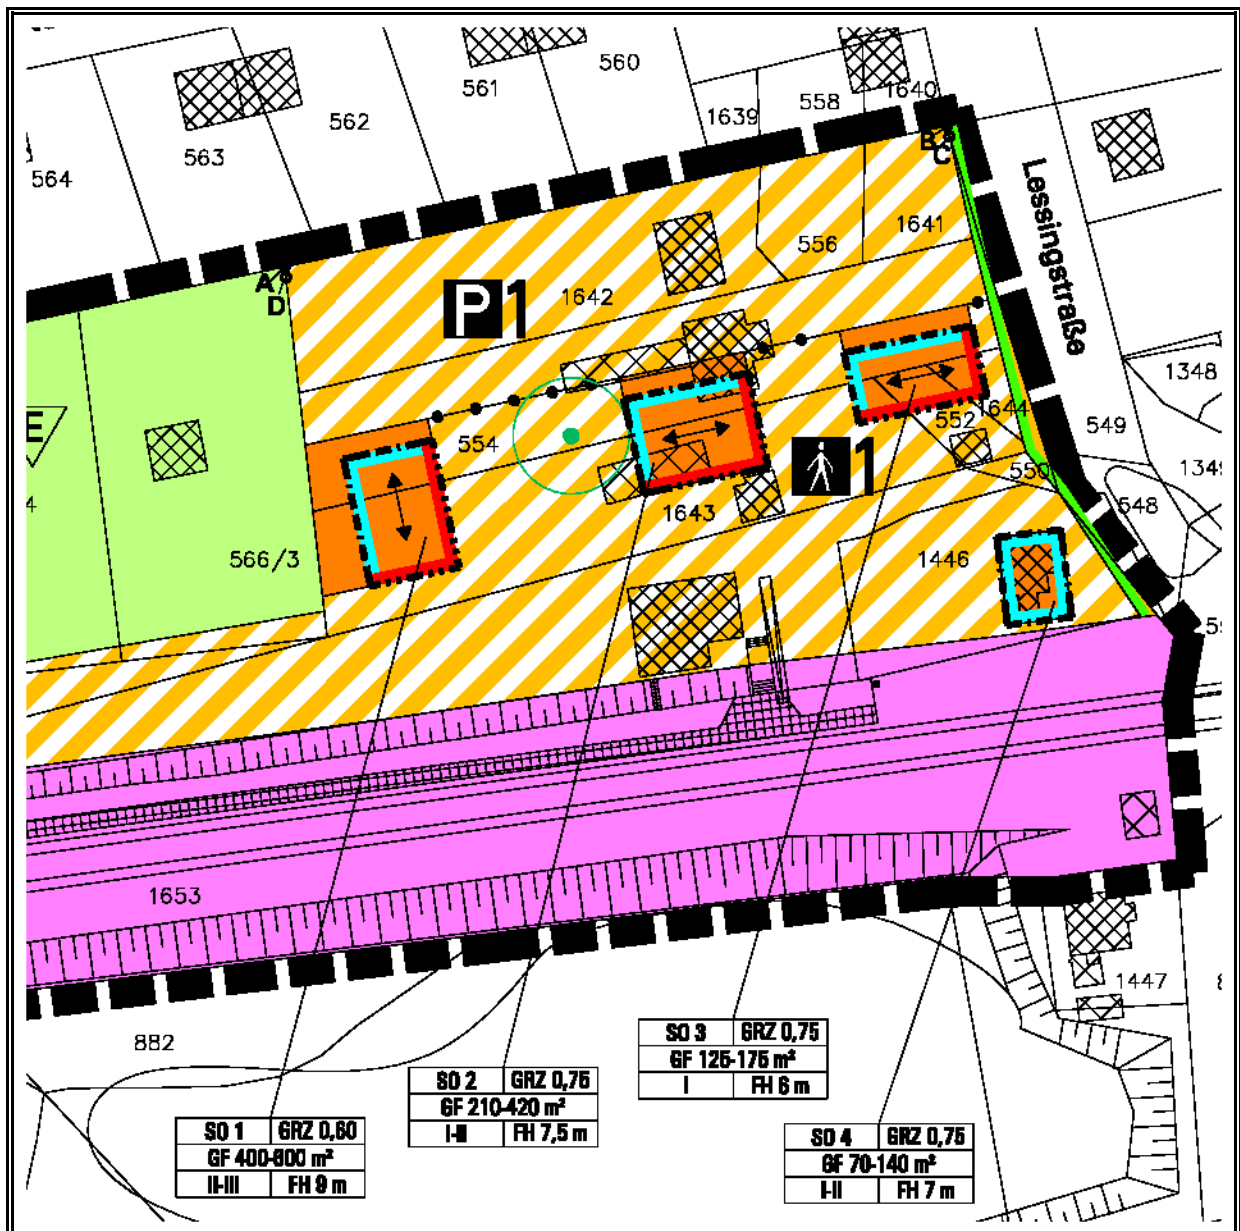 560
561
562
563
564
1640
558
1639
B
C
Lessingstraße
1641
556
A
D
1642
P 1
1348
E
549
1644
552
554
1349
550
548
1643
1
4
566/3
1446
1653
1447
882
SO 3 GRZ 0,75
GF 125-175 m²
I FH 6 m
SO 2 GRZ 0,75
GF 210-420 m²
I-II FH 7,5 m
SO 1 GRZ 0,60
GF 400-800 m²
II-III FH 9 m
SO 4 GRZ 0,75
GF 70-140 m²
I-II FH 7 m